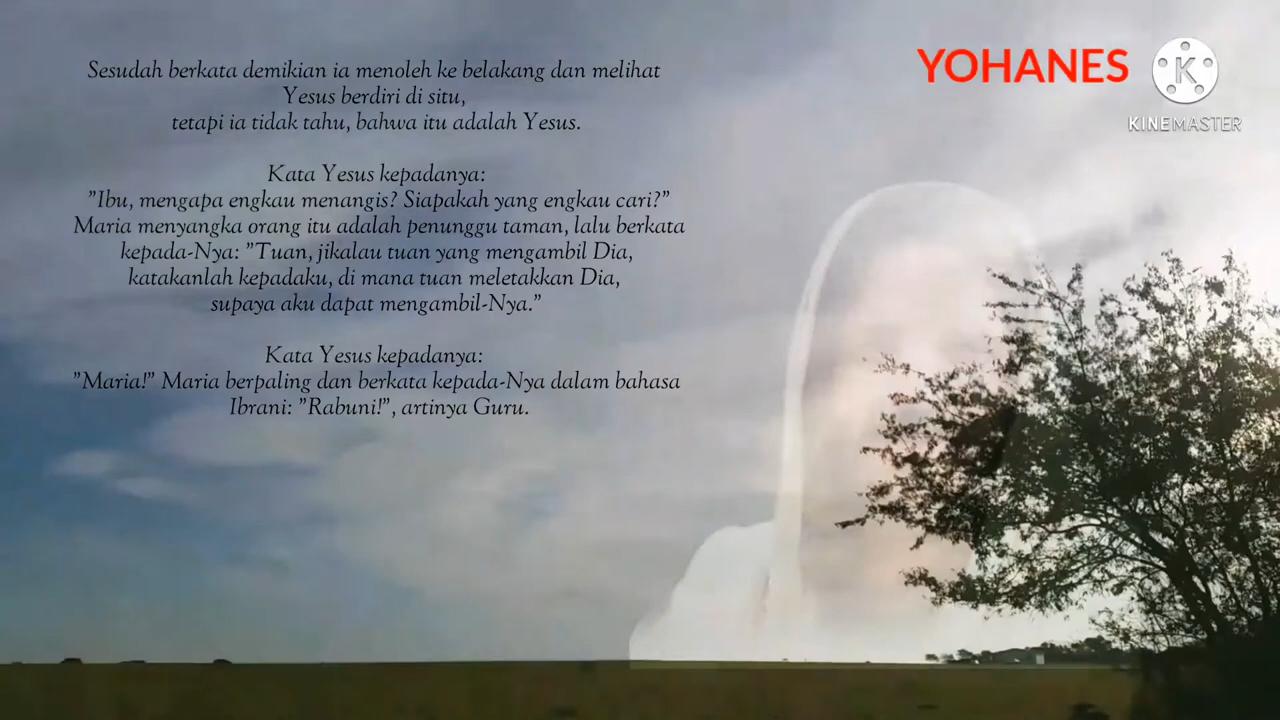 Sesudah berkata demikian ia menoleh ke belakang dan melihat
Yesus berdiri di situ,
tetapi ia tidak tahu, bahwa itu adalah Yesus.
Kata Yesus kepadanya:
"Ibu, mengapa engkau menangis? Siapakah yang engkau cari?"
Maria menyangka orang itu adalah penunggu taman, lalu berkata
kepada-Nya: "Tuan, jikalau tuan yang mengambil Dia,
katakanlah kepadaku, di mana tuan meletakkan Dia,
supaya aku dapat mengambil-Nya."
Kata Yesus kepadanya:
"Maria!" Maria berpaling dan berkata kepada-Nya dalam bahasa
Ibrani: "Rabuni!", artinya Guru.
YOHANES
K
KINEMASTER